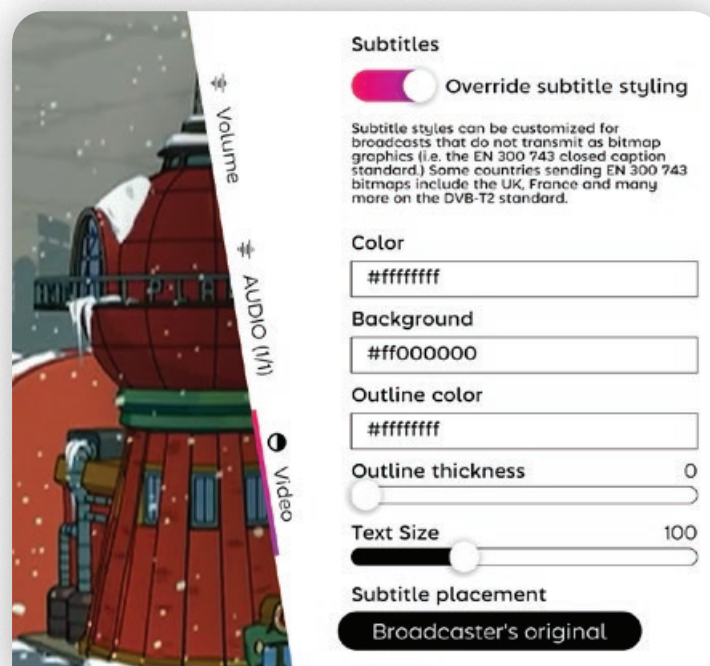 Volume
AUDIO (1/1)
Video
Subtitles
Override subtitle styling
Subtitle styles can be customized for
broadcasts that do not transmit as bitmap
graphics (i.e. the EN 300 743 closed caption
standard.) Some countries sending EN 300 743
bitmaps include the UK, France and many
more on the DVB-T2 standard.
Color
#ffffffff
Background
#ff000000
Outline color
#ffffffff
Outline thickness 0
Text Size 100
Subtitle placement
Broadcaster's original